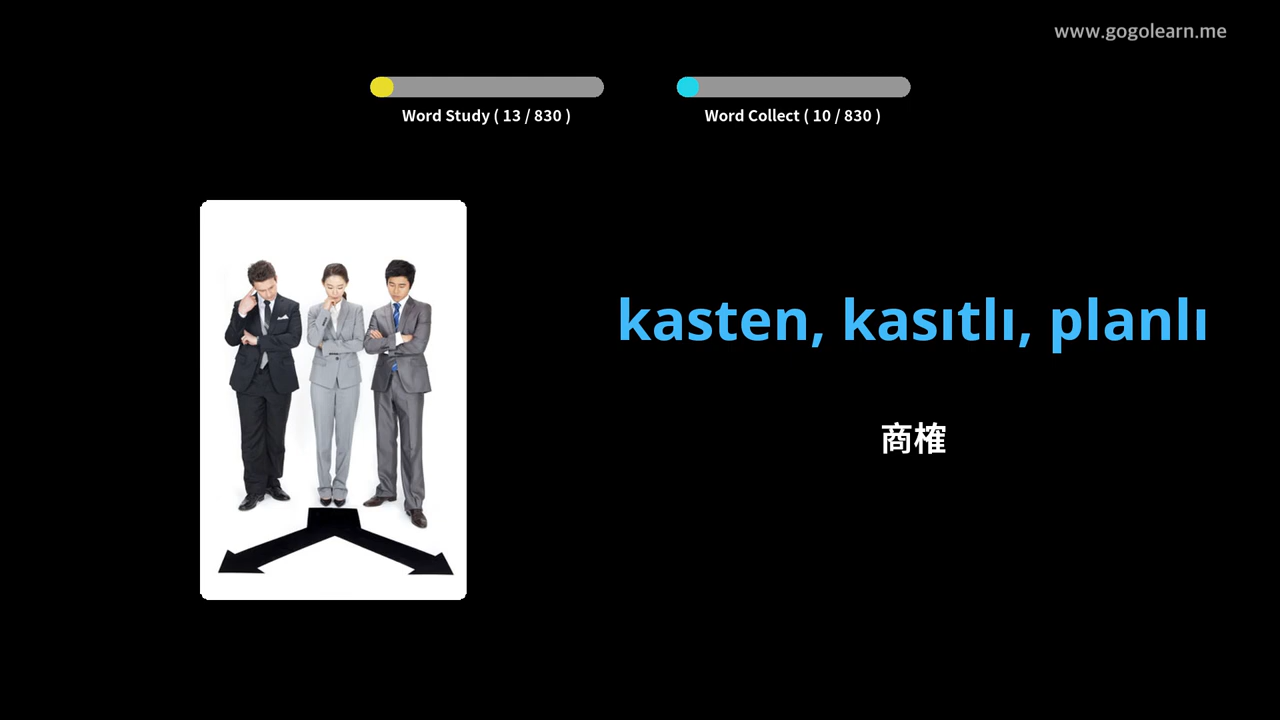 www.gogolearn.me
Word Study ( 13 / 830 )
Word Collect ( 10 / 830 )
kasten, kasıtlı, planlı
商榷